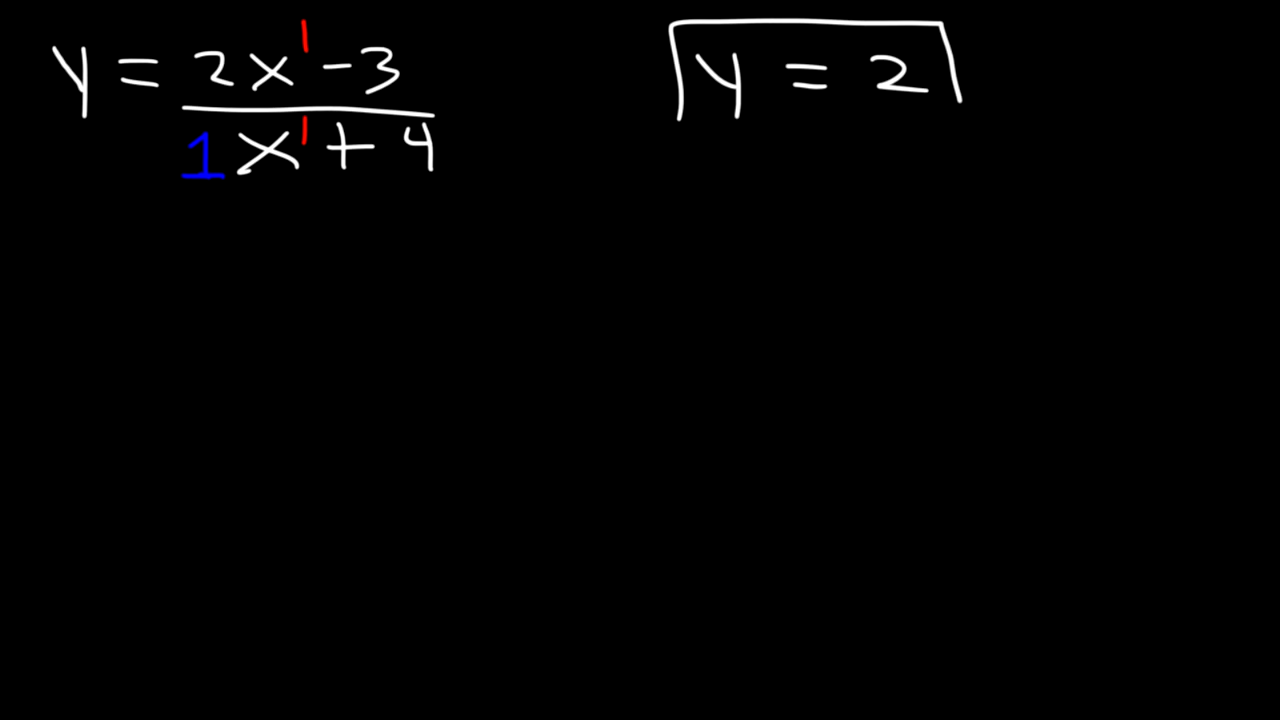 y = 2x¹ - 3
1x¹ + 4
y = 2